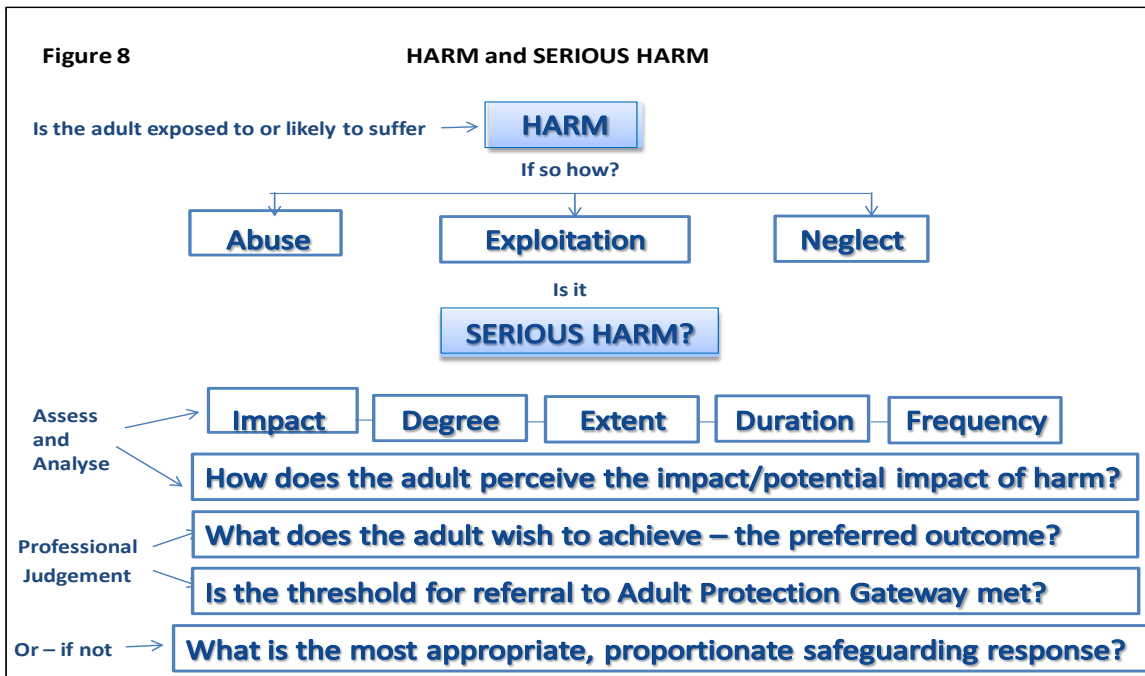 Figure 8 HARM and SERIOUS HARM
Is the adult exposed to or likely to suffer HARM
If so how?
Abuse Exploitation Neglect
Is it
SERIOUS HARM?
Assess
and
Analyse
Impact Degree Extent Duration Frequency
How does the adult perceive the impact/potential impact of harm?
Professional
Judgement
What does the adult wish to achieve – the preferred outcome?
Is the threshold for referral to Adult Protection Gateway met?
Or – if not What is the most appropriate, proportionate safeguarding response?